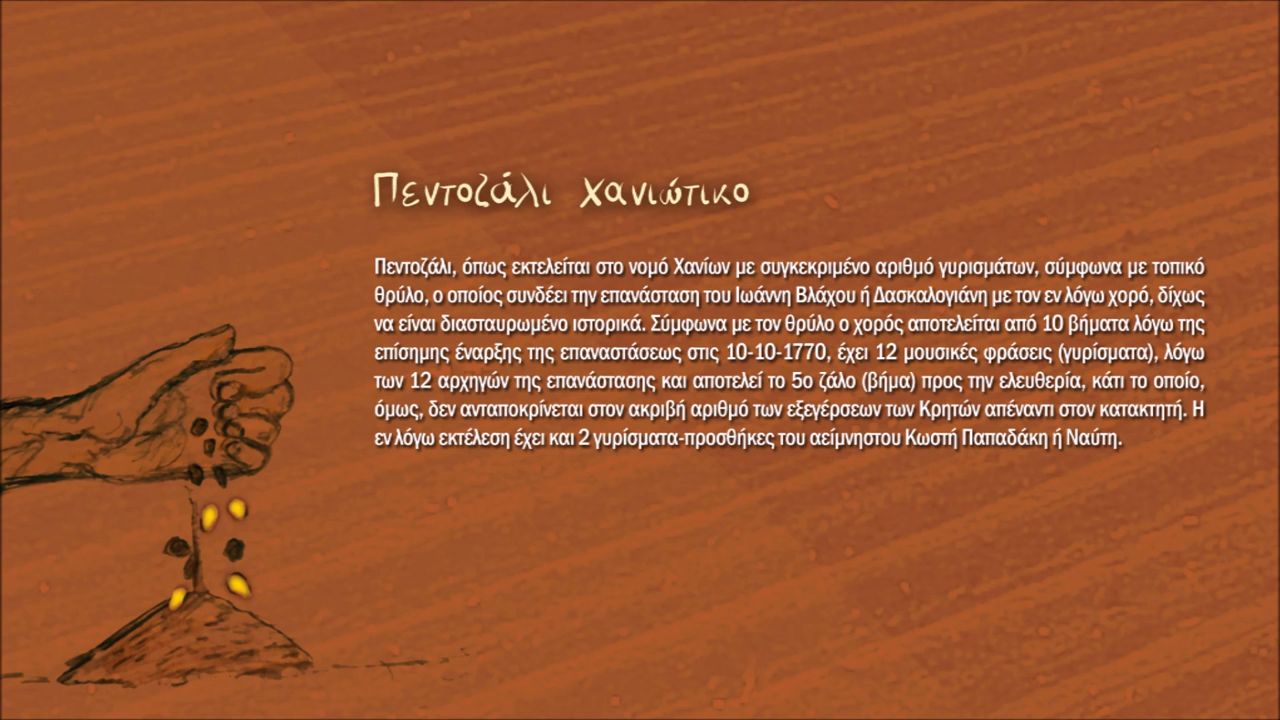 Πεντοζάλι Χανιώτικο
Πεντοζάλι, όπως εκτελείται στο νομό Χανίων με συγκεκριμένο αριθμό γυρισμάτων, σύμφωνα με τοπικό
θρύλο, ο οποίος συνδέει την επανάσταση του Ιωάννη Βλάχου ή Δασκαλογιάνη με τον εν λόγω χορό, δίχως
να είναι διασταυρωμένο ιστορικά. Σύμφωνα με τον θρύλο ο χορός αποτελείται από 10 βήματα λόγω της
επίσημης έναρξης της επαναστάσεως στις 10-10-1770, έχει 12 μουσικές φράσεις (γυρίσματα), λόγω
των 12 αρχηγών της επανάστασης και αποτελεί το 5ο ζάλο (βήμα) προς την ελευθερία, κάτι το οποίο,
όμως, δεν ανταποκρίνεται στον ακριβή αριθμό των εξεγέρσεων των Κρητών απέναντι στον κατακτητή. Η
εν λόγω εκτέλεση έχει και 2 γυρίσματα-προσθήκες του αείμνηστου Κωστή Παπαδάκη ή Ναύτη.